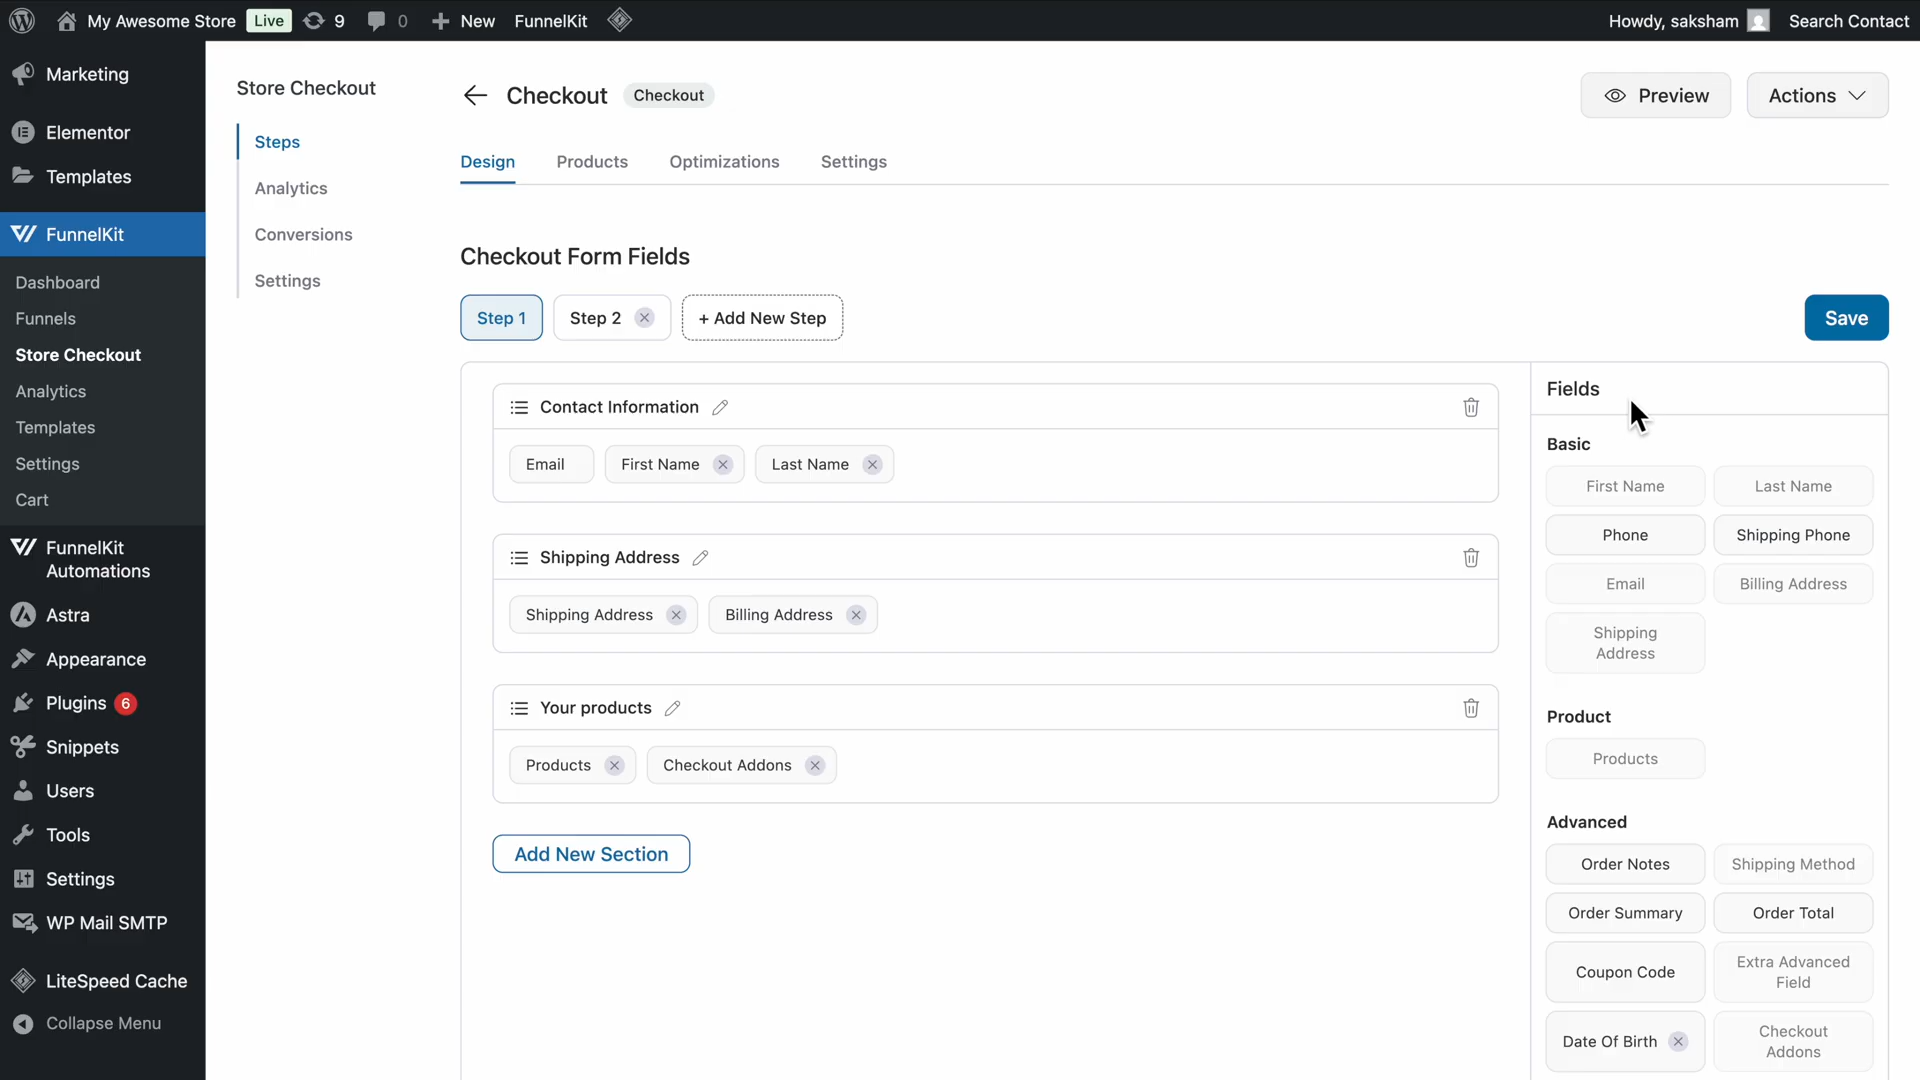 My Awesome Store Live 9 0 New FunnelKit Howdy, saksham Search Contact
Marketing
Elementor
Templates
FunnelKit
Dashboard
Funnels
Store Checkout
Analytics
Templates
Settings
Cart
FunnelKit
Automations
Astra
Appearance
Plugins 6
Snippets
Users
Tools
Settings
WP Mail SMTP
LiteSpeed Cache
Collapse Menu
Store Checkout
Steps
Analytics
Conversions
Settings
Checkout Checkout
Preview Actions
Design Products Optimizations Settings
Checkout Form Fields
Step 1 Step 2 + Add New Step Save
Contact Information
Email First Name Last Name
Shipping Address
Shipping Address Billing Address
Your products
Products Checkout Addons
Add New Section
Fields
Basic
First Name Last Name
Phone Shipping Phone
Email Billing Address
Shipping
Address
Product
Products
Advanced
Order Notes Shipping Method
Order Summary Order Total
Coupon Code Extra Advanced
Field
Date Of Birth Checkout
Addons